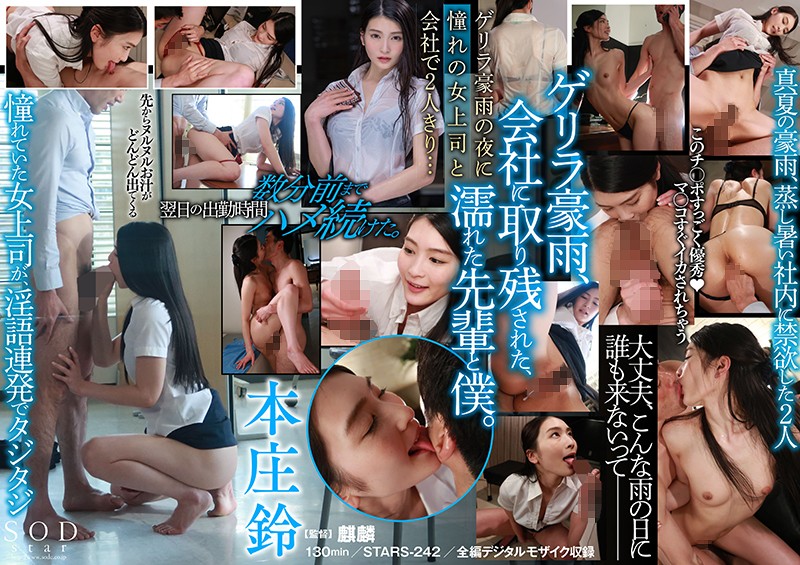 真夏の豪雨、蒸し暑い社内に禁欲した2人
このチ○ポすっごく優秀♥
マ○コすぐイカされちゃう
大丈夫、こんな雨の日に
誰も来ないって
ゲリラ豪雨、
会社に取り残された、
濡れた先輩と僕。
ゲリラ豪雨の夜に
憧れの女上司と
会社で2人きり…
翌日の出勤時間
数分前まで
ハメ続けた。
先からヌルヌルお汁が
どんどん出てくる
憧れていた女上司が、淫語連発でタジタジ
本庄鈴
【監督】麒麟
130min/STARS-242/全編デジタルモザイク収録
SOD
star